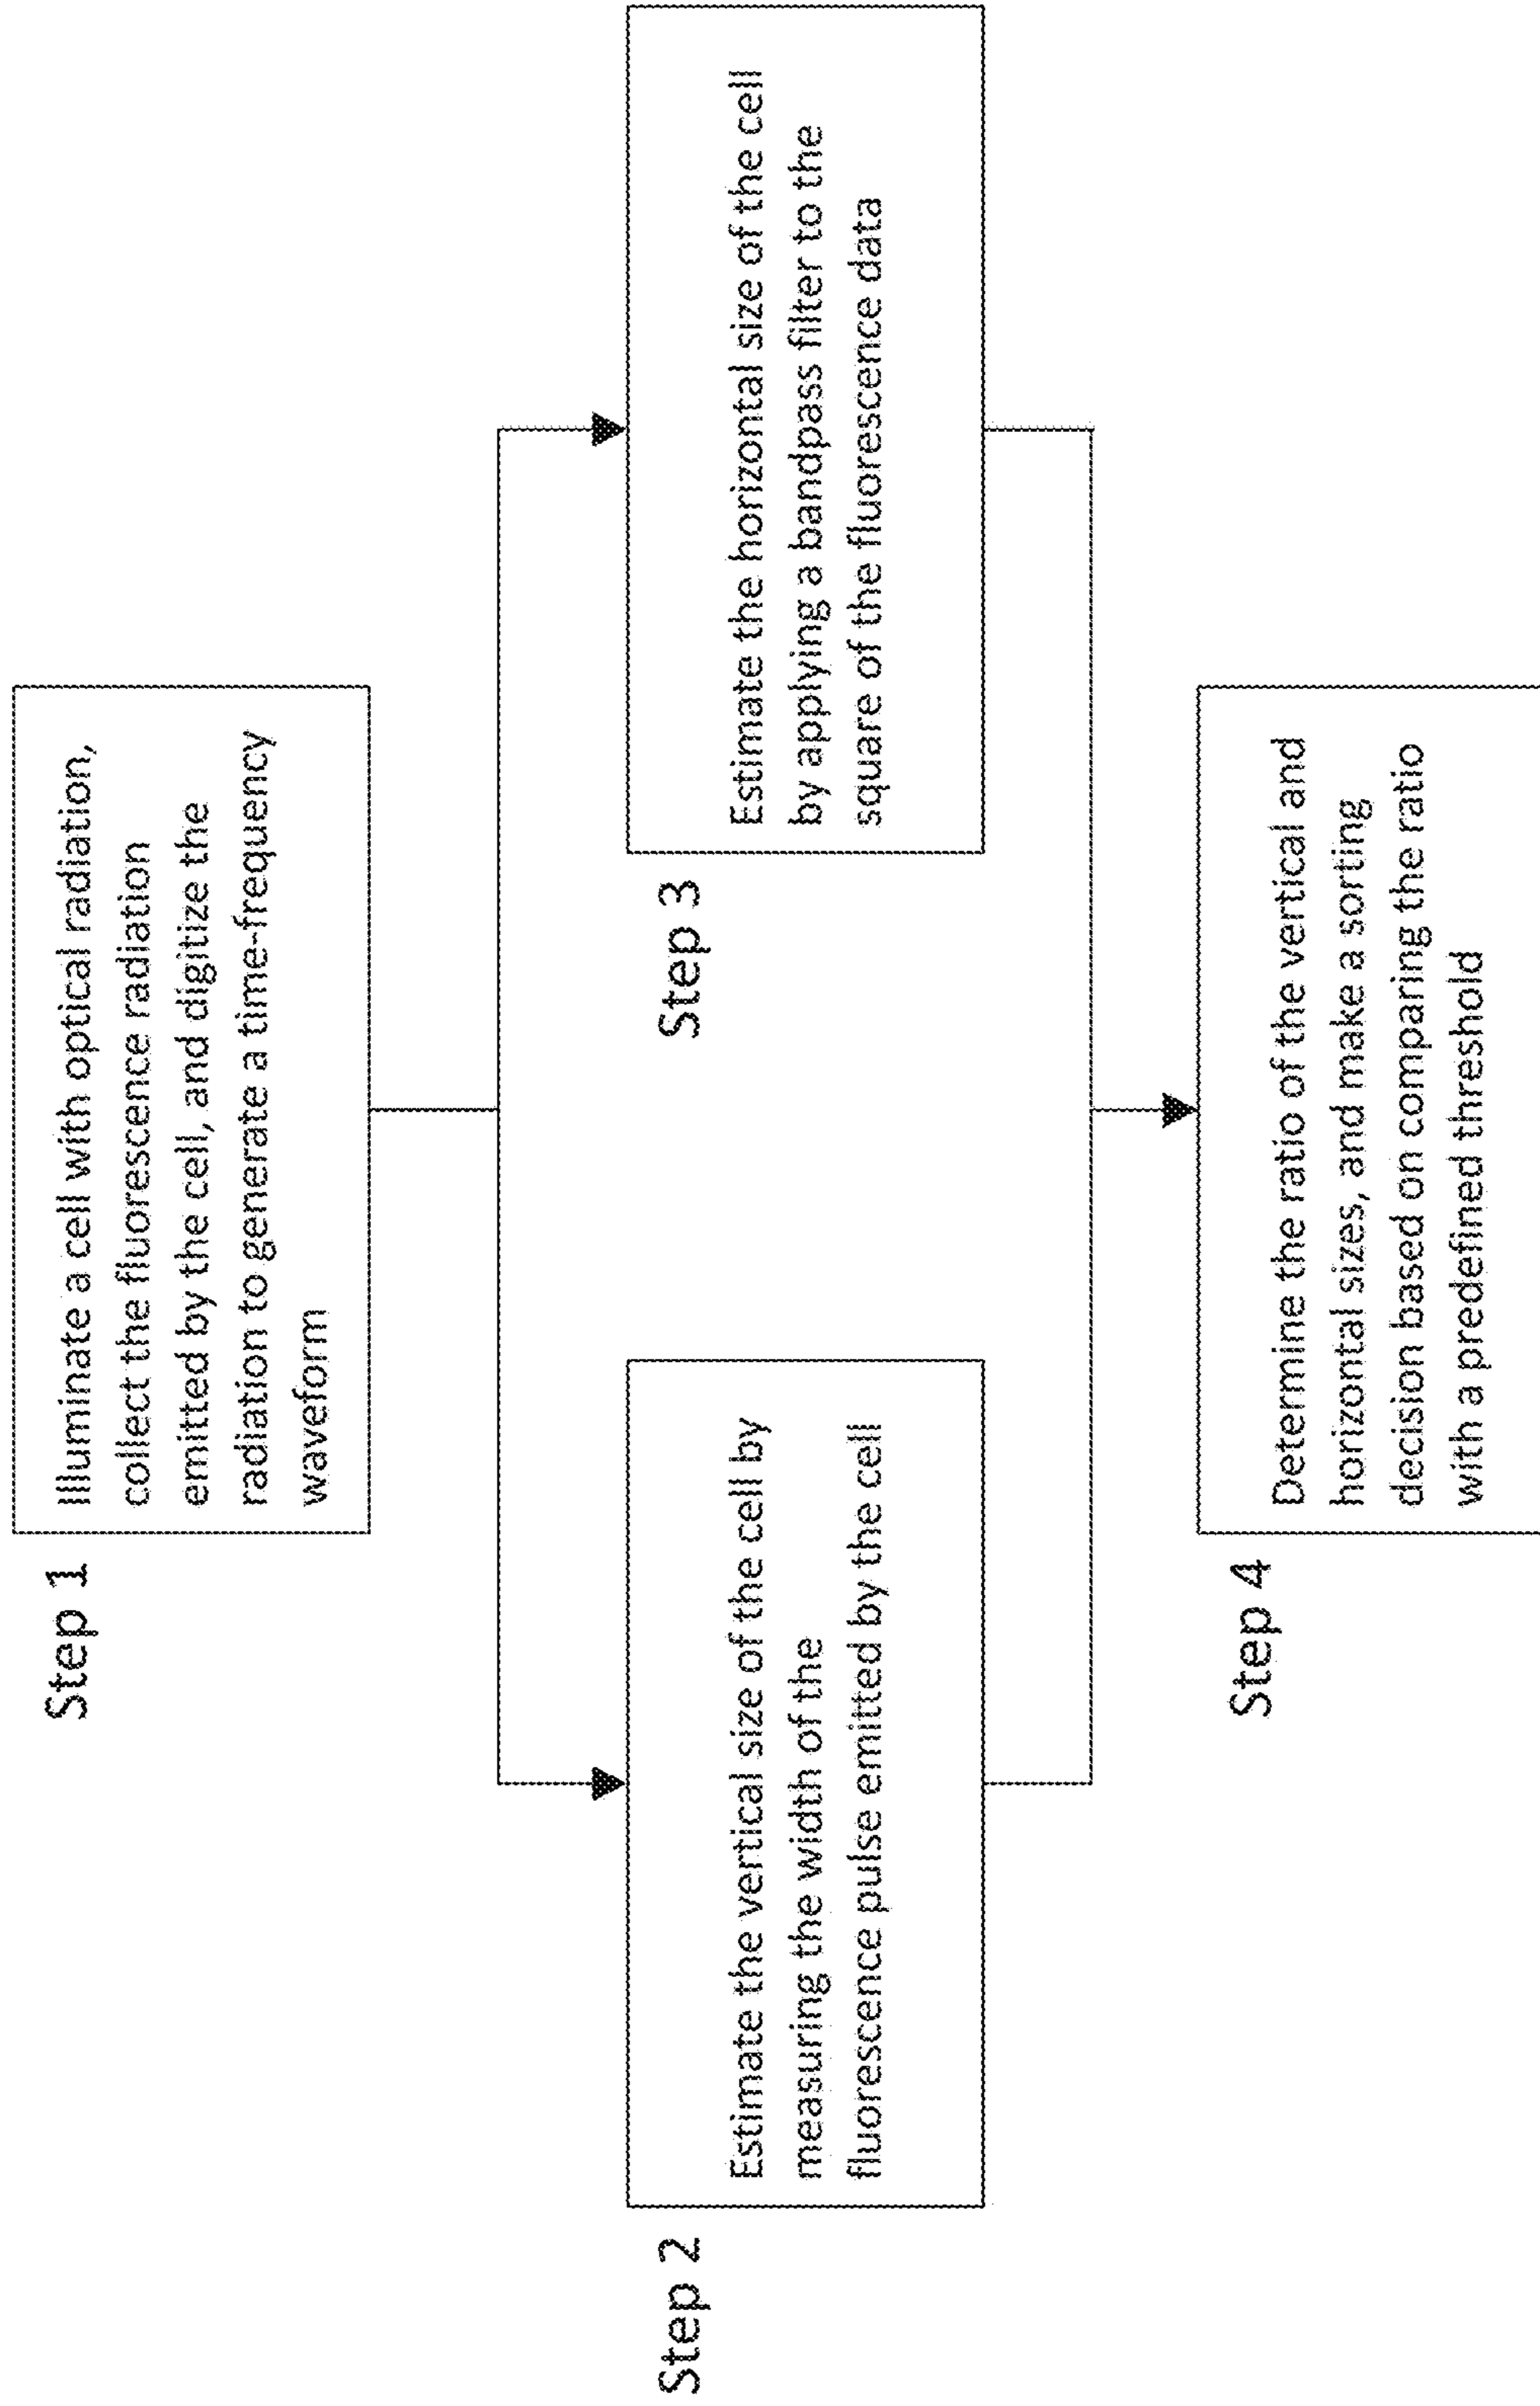 Step 1
Illuminate a cell with optical radiation,
collect the fluorescence radiation
emitted by the cell, and digitize the
radiation to generate a time-frequency
waveform
Step 2
Estimate the vertical size of the cell by
measuring the width of the
fluorescence pulse emitted by the cell
Step 3
Estimate the horizontal size of the cell
by applying a bandpass filter to the
square of the fluorescence data
Step 4
Determine the ratio of the vertical and
horizontal sizes, and make a sorting
decision based on comparing the ratio
with a predefined threshold